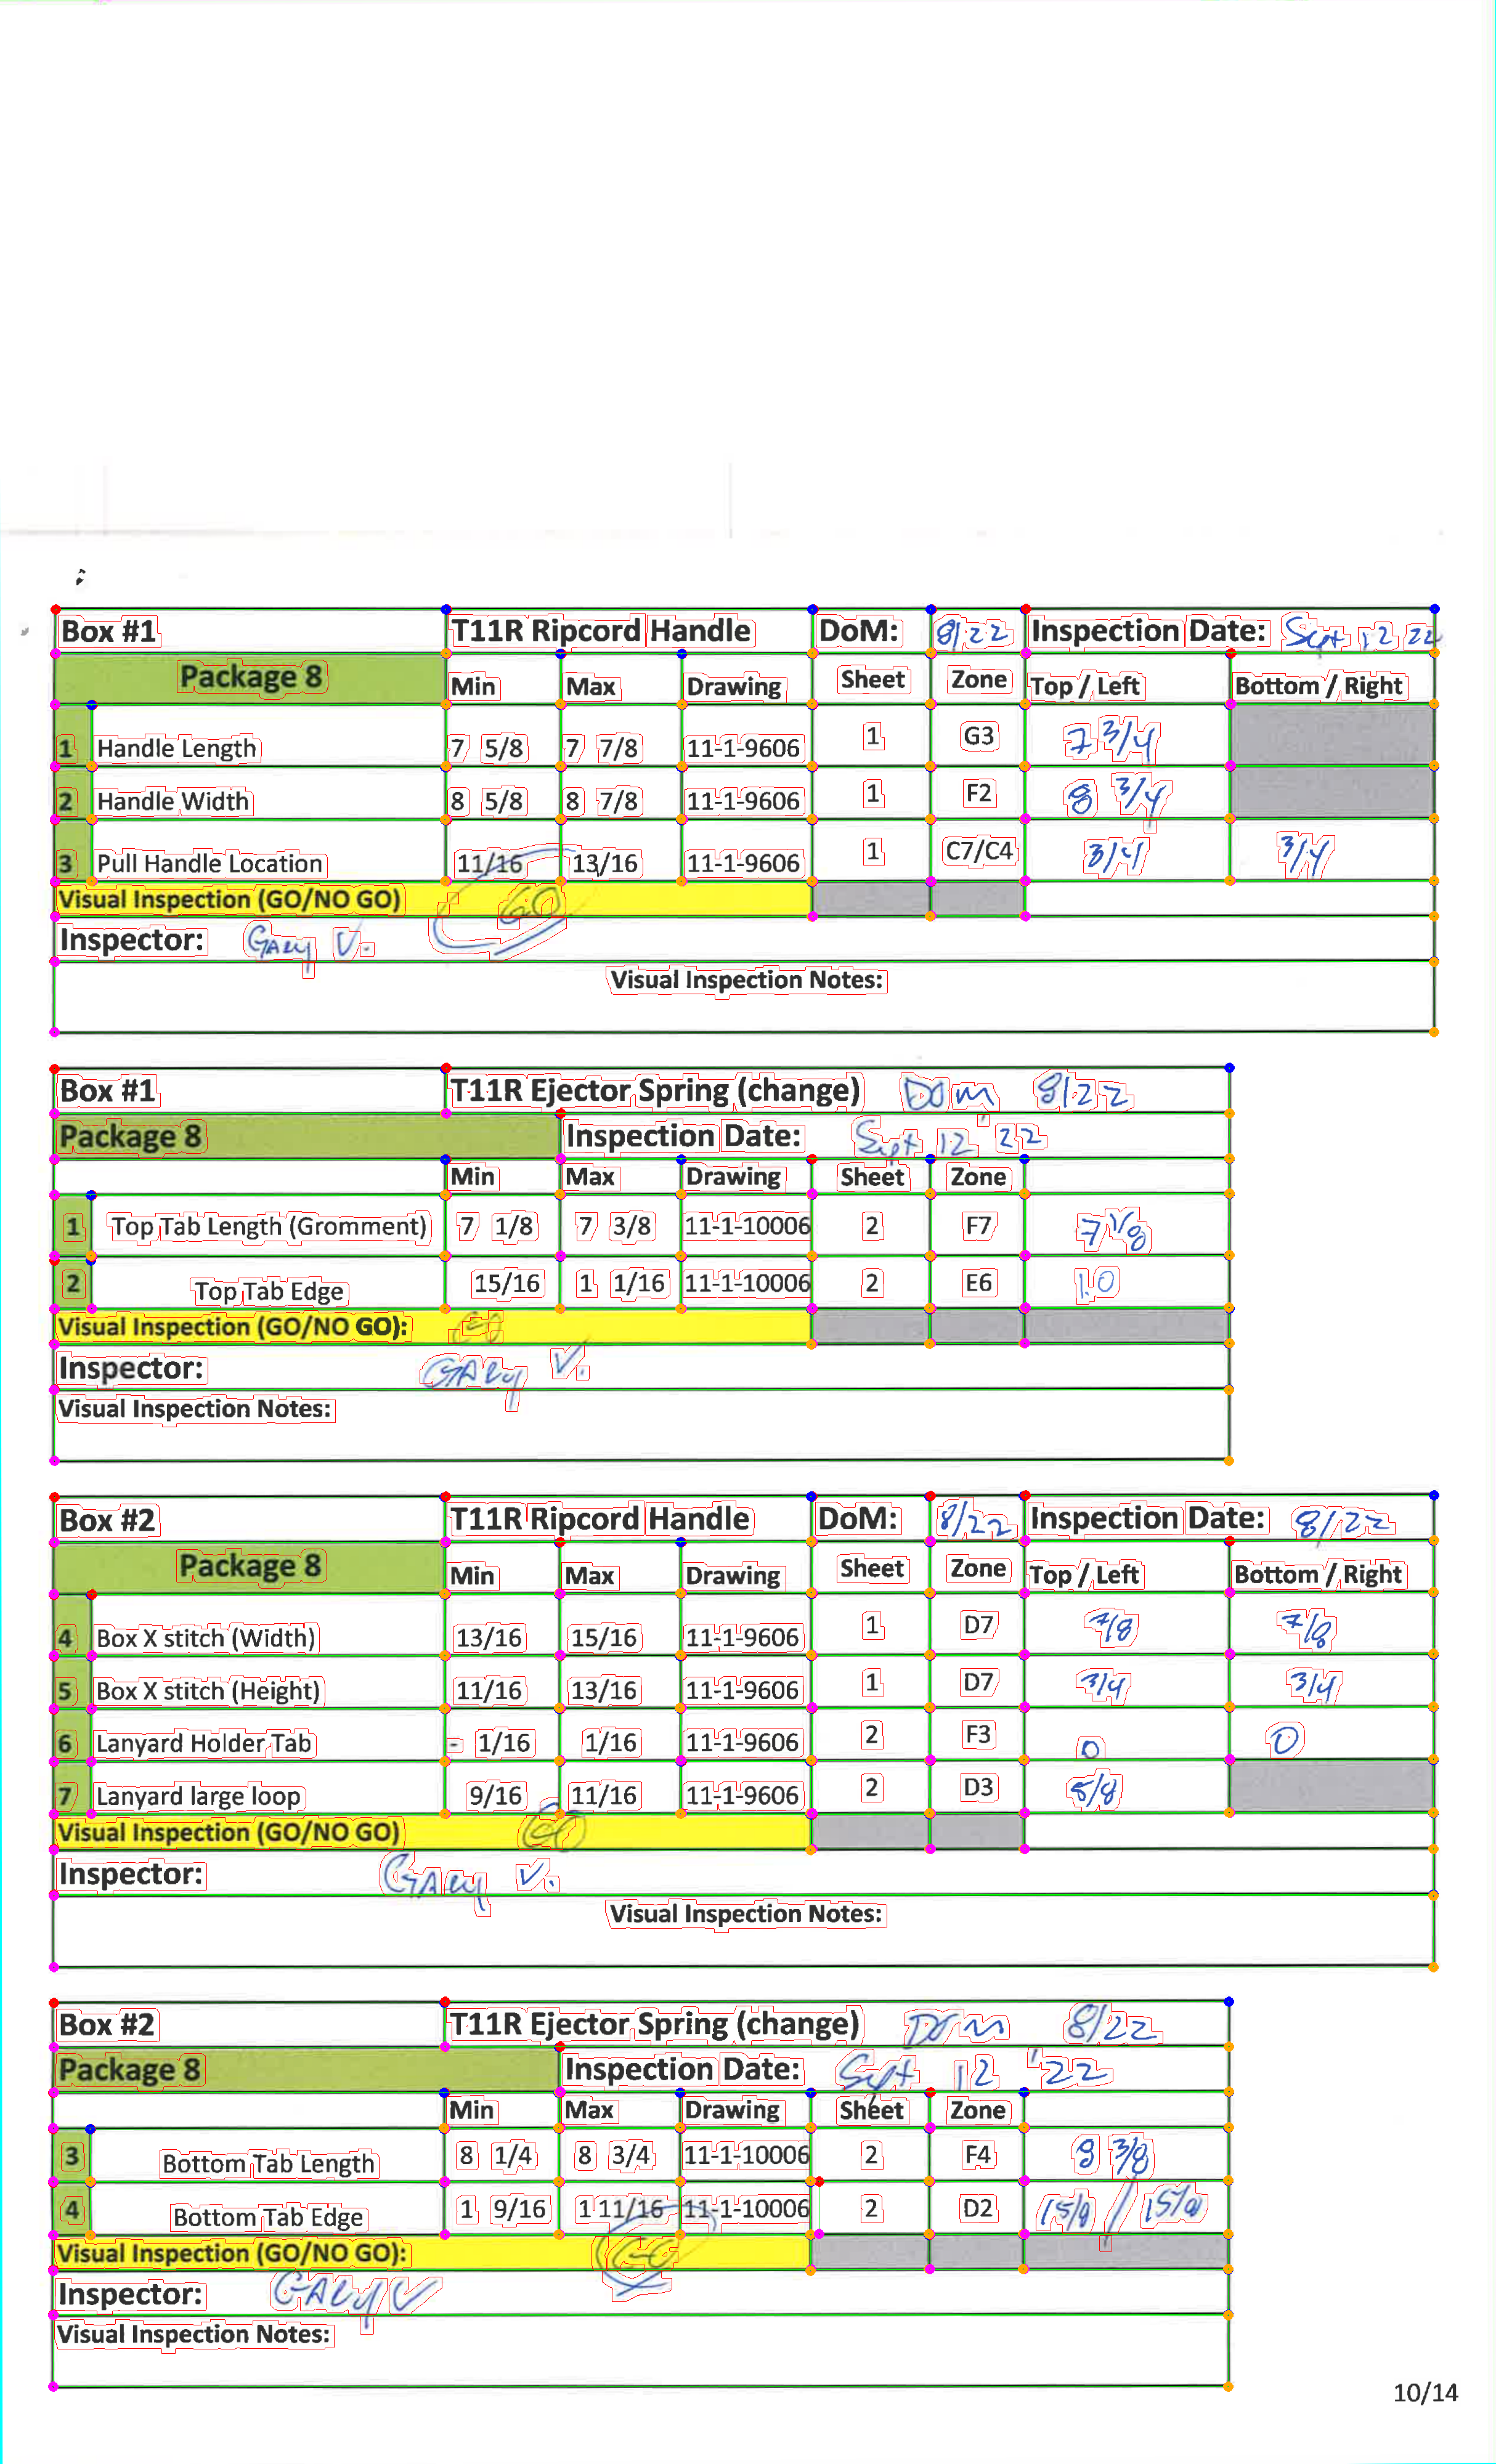 Box #1 T11R Ripcord Handle DoM: 8/22 Inspection Date: Sept 12 22
Package 8 Min Max Drawing Sheet Zone Top / Left Bottom / Right
1 Handle Length 7 5/8 7 7/8 11-1-9606 1 G3 7 3/4
2 Handle Width 8 5/8 8 7/8 11-1-9606 1 F2 8 3/4
3 Pull Handle Location 11/16 13/16 11-1-9606 1 C7/C4 3/4 3/4
Visual Inspection (GO/NO GO) GO
Inspector: GARY V.
Visual Inspection Notes:
Box #1 T11R Ejector Spring (change) DOM 8/22
Package 8 Inspection Date: Sept 12 '22
Min Max Drawing Sheet Zone
1 Top Tab Length (Gromment) 7 1/8 7 3/8 11-1-10006 2 F7 7 1/8
2 Top Tab Edge 15/16 1 1/16 11-1-10006 2 E6 1.0
Visual Inspection (GO/NO GO):
Inspector: GARY V.
Visual Inspection Notes:
Box #2 T11R Ripcord Handle DoM: 8/22 Inspection Date: 8/22
Package 8 Min Max Drawing Sheet Zone Top / Left Bottom / Right
4 Box X stitch (Width) 13/16 15/16 11-1-9606 1 D7 7/8 7/8
5 Box X stitch (Height) 11/16 13/16 11-1-9606 1 D7 3/4 3/4
6 Lanyard Holder Tab - 1/16 1/16 11-1-9606 2 F3 0 0
7 Lanyard large loop 9/16 11/16 11-1-9606 2 D3 5/8
Visual Inspection (GO/NO GO) GO
Inspector: GARY V.
Visual Inspection Notes:
Box #2 T11R Ejector Spring (change) DOM 8/22
Package 8 Inspection Date: Sept 12 '22
Min Max Drawing Sheet Zone
3 Bottom Tab Length 8 1/4 8 3/4 11-1-10006 2 F4 8 3/8
4 Bottom Tab Edge 1 9/16 1 11/16 11-1-10006 2 D2
Visual Inspection (GO/NO GO): GO
Inspector: GARY V
Visual Inspection Notes:
10/14